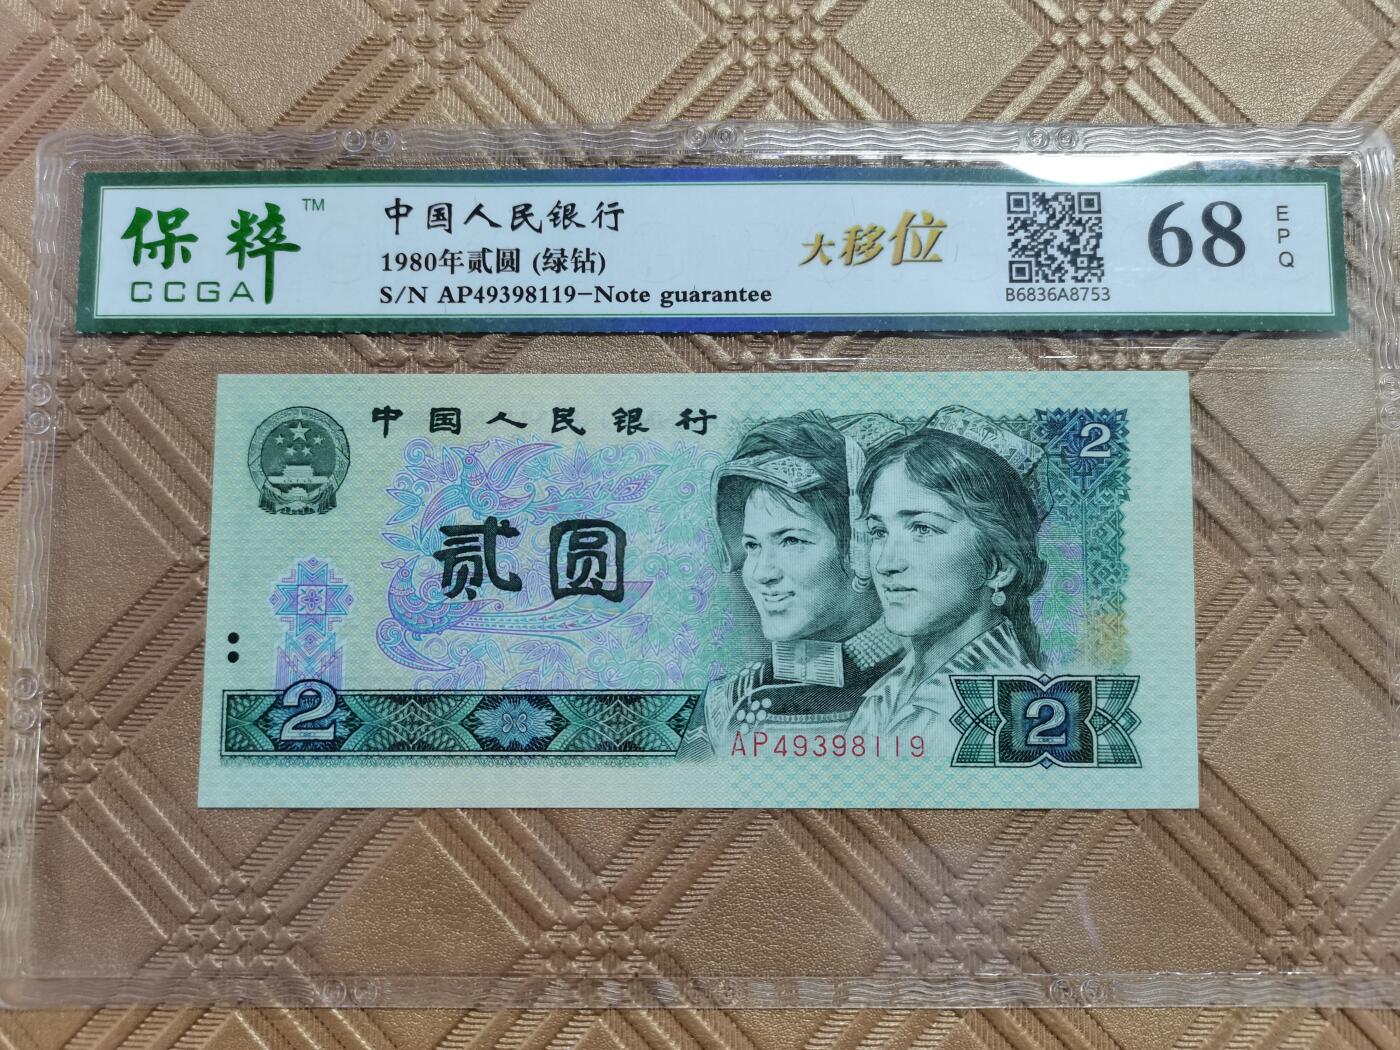 保粹™
CCGA
中国人民银行
1980年贰圆 (绿钻)
S/N AP49398119-Note guarantee
大移位
B6836A8753
68
EPQ
中国人民银行
2
贰圆
2
AP49398119
2